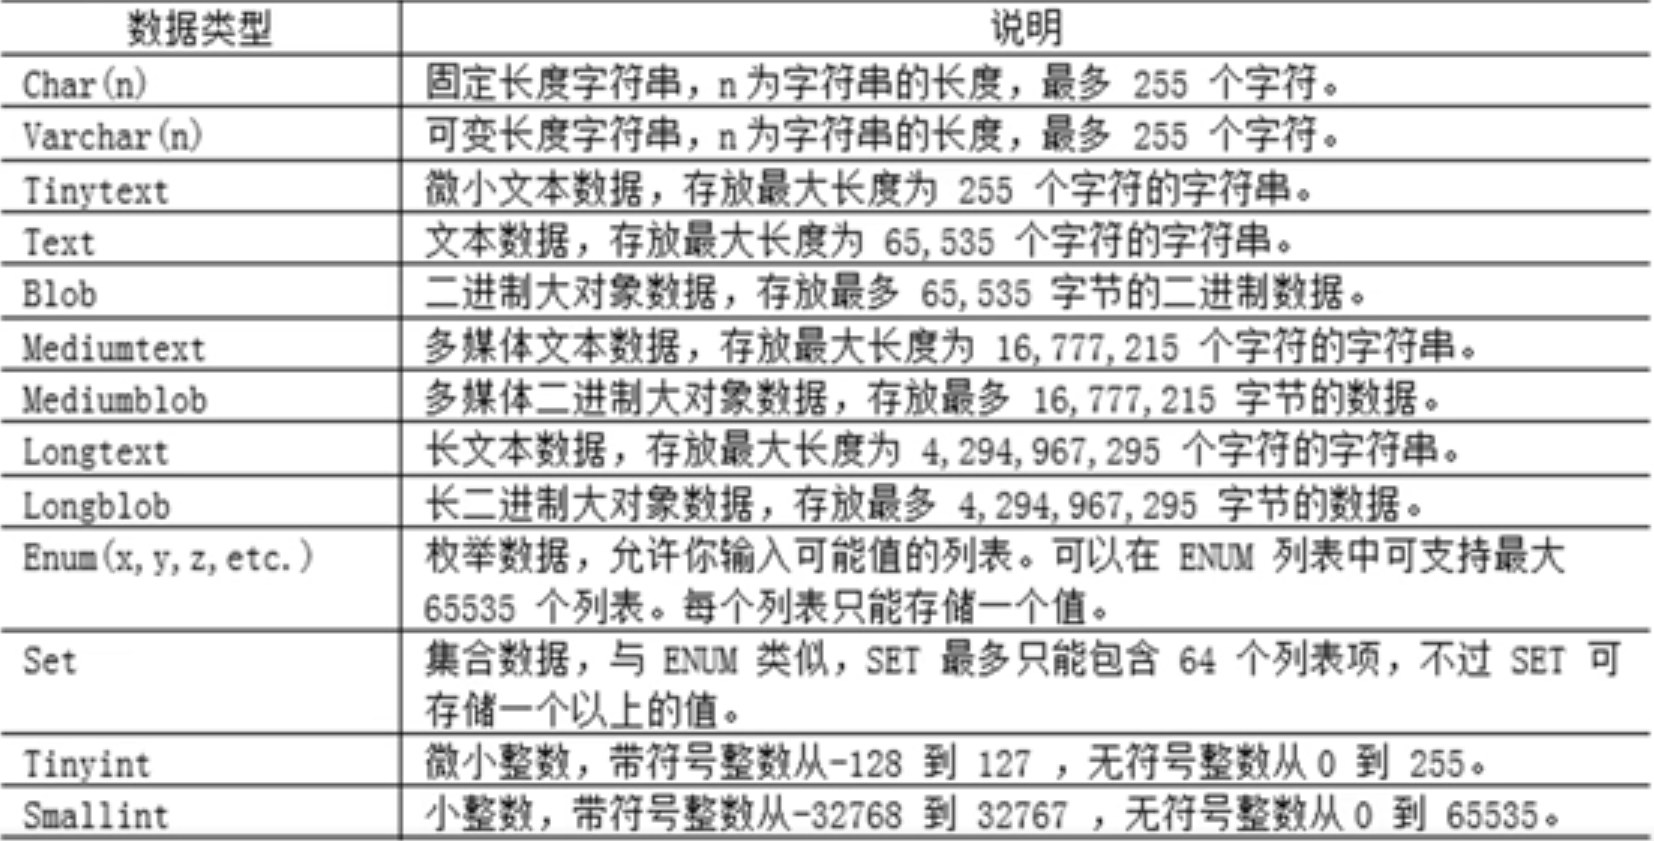 数据类型 说明
Char(n) 固定长度字符串，n为字符串的长度，最多 255 个字符。
Varchar(n) 可变长度字符串，n为字符串的长度，最多 255 个字符。
Tinytext 微小文本数据，存放最大长度为 255 个字符的字符串。
Text 文本数据，存放最大长度为 65,535 个字符的字符串。
Blob 二进制大对象数据，存放最多 65,535 字节的二进制数据。
Mediumtext 多媒体文本数据，存放最大长度为 16,777,215 个字符的字符串。
Mediumblob 多媒体二进制大对象数据，存放最多 16,777,215 字节的数据。
Longtext 长文本数据，存放最大长度为 4,294,967,295 个字符的字符串。
Longblob 长二进制大对象数据，存放最多 4,294,967,295 字节的数据。
Enum(x,y,z,etc.) 枚举数据，允许你输入可能值的列表。可以在 ENUM 列表中可支持最大
65535 个列表。每个列表只能存储一个值。
Set 集合数据，与 ENUM 类似，SET 最多只能包含 64 个列表项，不过 SET 可
存储一个以上的值。
Tinyint 微小整数，带符号整数从-128 到 127 ，无符号整数从0 到 255。
Smallint 小整数，带符号整数从-32768 到 32767 ，无符号整数从0 到 65535。